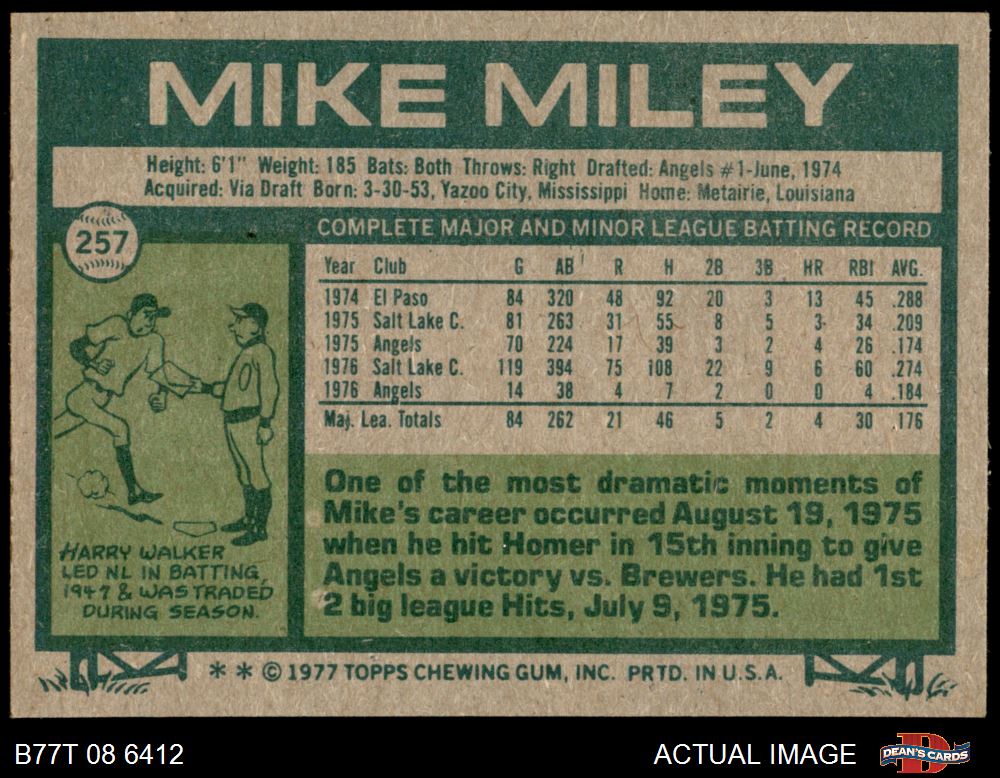 MIKE MILEY
Height: 6'1" Weight: 185 Bats: Both Throws: Right Drafted: Angels #1-June, 1974
Acquired: Via Draft Born: 3-30-53, Yazoo City, Mississippi Home: Metairie, Louisiana
257
COMPLETE MAJOR AND MINOR LEAGUE BATTING RECORD
Year Club G AB R H 2B 3B HR RBI AVG.
1974 El Paso 84 320 48 92 20 3 13 45 .288
1975 Salt Lake C. 81 263 31 55 8 5 3 34 .209
1975 Angels 70 224 17 39 3 2 4 26 .174
1976 Salt Lake C. 119 394 75 108 22 9 6 60 .274
1976 Angels 14 38 4 7 2 0 0 4 .184
Maj. Lea. Totals 84 262 21 46 5 2 4 30 .176
HARRY WALKER
LED NL IN BATTING,
1947 & WAS TRADED
DURING SEASON.
One of the most dramatic moments of
Mike's career occurred August 19, 1975
when he hit Homer in 15th inning to give
Angels a victory vs. Brewers. He had 1st
2 big league Hits, July 9, 1975.
* * © 1977 TOPPS CHEWING GUM, INC. PRTD. IN U.S.A.
B77T 08 6412
ACTUAL IMAGE
DEAN'S CARDS